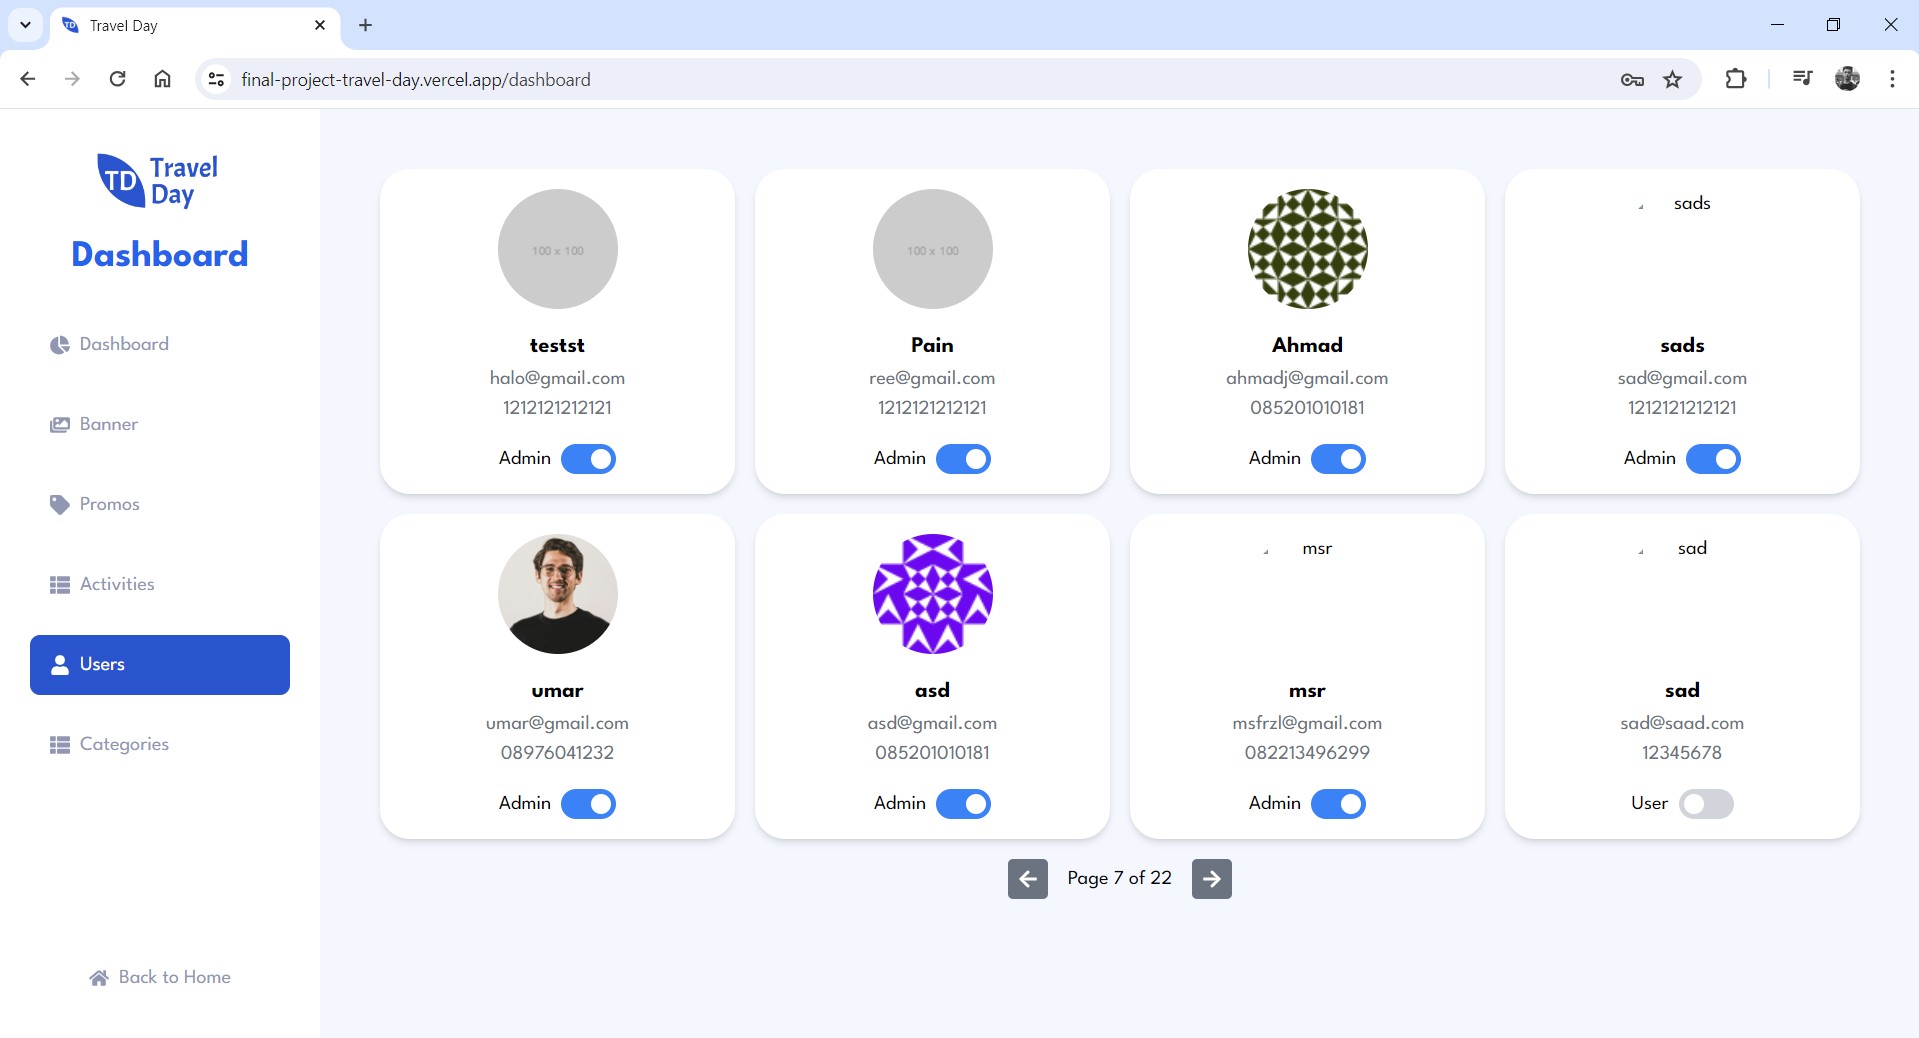 Travel Day
final-project-travel-day.vercel.app/dashboard
TD Travel
Day
Dashboard
Dashboard
Banner
Promos
Activities
Users
Categories
Back to Home
100 x 100
testst
halo@gmail.com
1212121212121
Admin
100 x 100
Pain
ree@gmail.com
1212121212121
Admin
Ahmad
ahmadj@gmail.com
085201010181
Admin
sads
sads
sad@gmail.com
1212121212121
Admin
umar
umar@gmail.com
08976041232
Admin
asd
asd@gmail.com
085201010181
Admin
msr
msr
msfrzl@gmail.com
082213496299
Admin
sad
sad
sad@saad.com
12345678
User
Page 7 of 22